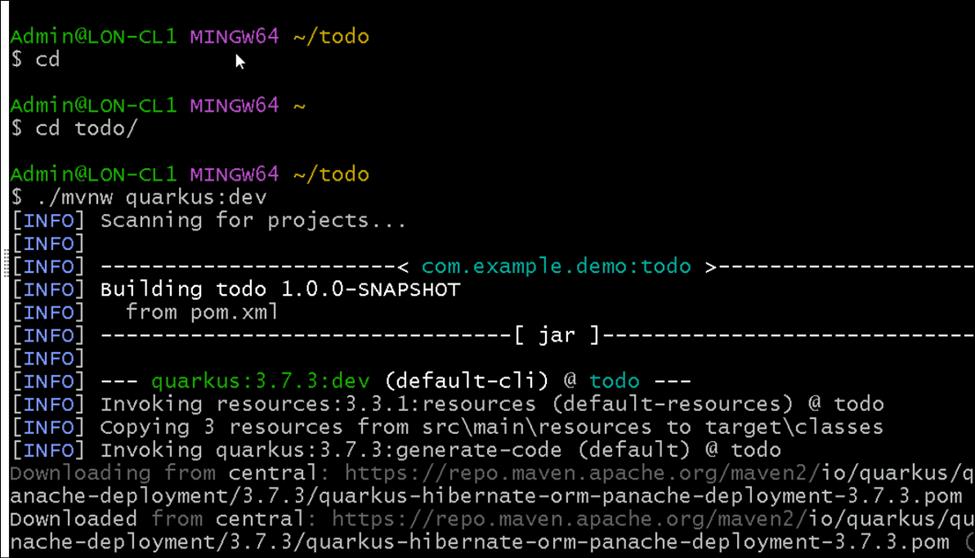 Admin@LON-CL1 MINGW64 ~/todo
$ cd
Admin@LON-CL1 MINGW64 ~
$ cd todo/
Admin@LON-CL1 MINGW64 ~/todo
$ ./mvnw quarkus:dev
[INFO] Scanning for projects...
[INFO]
[INFO] -----------------------< com.example.demo:todo >--------------------
[INFO] Building todo 1.0.0-SNAPSHOT
[INFO]   from pom.xml
[INFO] --------------------------------[ jar ]-----------------------------
[INFO]
[INFO] --- quarkus:3.7.3:dev (default-cli) @ todo ---
[INFO] Invoking resources:3.3.1:resources (default-resources) @ todo
[INFO] Copying 3 resources from src\main\resources to target\classes
[INFO] Invoking quarkus:3.7.3:generate-code (default) @ todo
Downloading from central: https://repo.maven.apache.org/maven2/io/quarkus/q
anache-deployment/3.7.3/quarkus-hibernate-orm-panache-deployment-3.7.3.pom
Downloaded from central: https://repo.maven.apache.org/maven2/io/quarkus/qu
anache-deployment/3.7.3/quarkus-hibernate-orm-panache-deployment-3.7.3.pom (